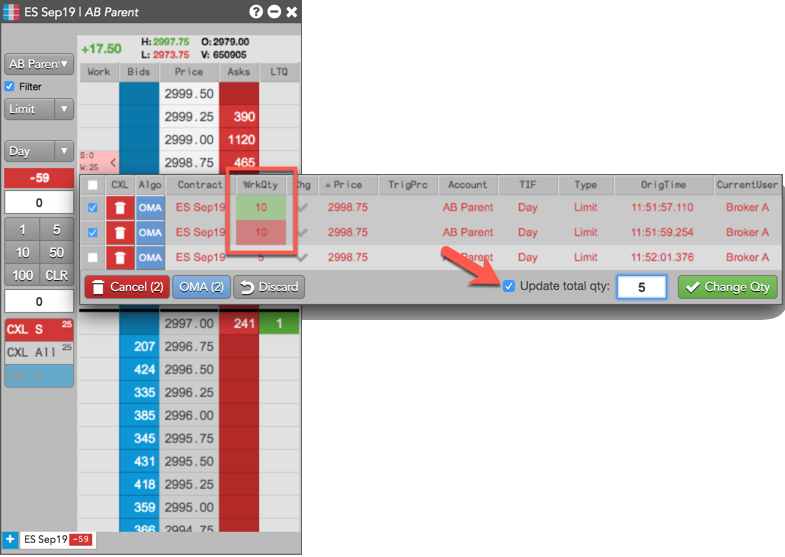 ES Sep19 | AB Parent
+17.50 H: 2997.75 O: 2979.00
L: 2973.75 V: 650905
AB Paren
Work Bids Price Asks LTQ
Filter
2999.50
Limit
2999.25 390
2999.00 1120
Day
S:0
W:25
2998.75 465
-59
0
1 5
10 50
100 CLR
0
CXL S 25
CXL All 25
CXL Algo Contract WrkQty Chg Price TrigPrc Account TIF Type OrigTime CurrentUser
OMA ES Sep19 10 2998.75 AB Parent Day Limit 11:51:57.110 Broker A
OMA ES Sep19 10 2998.75 AB Parent Day Limit 11:51:59.254 Broker A
OMA ES Sep19 5 2998.75 AB Parent Day Limit 11:52:01.376 Broker A
Cancel (2) OMA (2) Discard Update total qty: 5 Change Qty
2997.00 241 1
207 2996.75
424 2996.50
335 2996.25
385 2996.00
345 2995.75
431 2995.50
418 2995.25
359 2995.00
366 2994.75
ES Sep19 -59